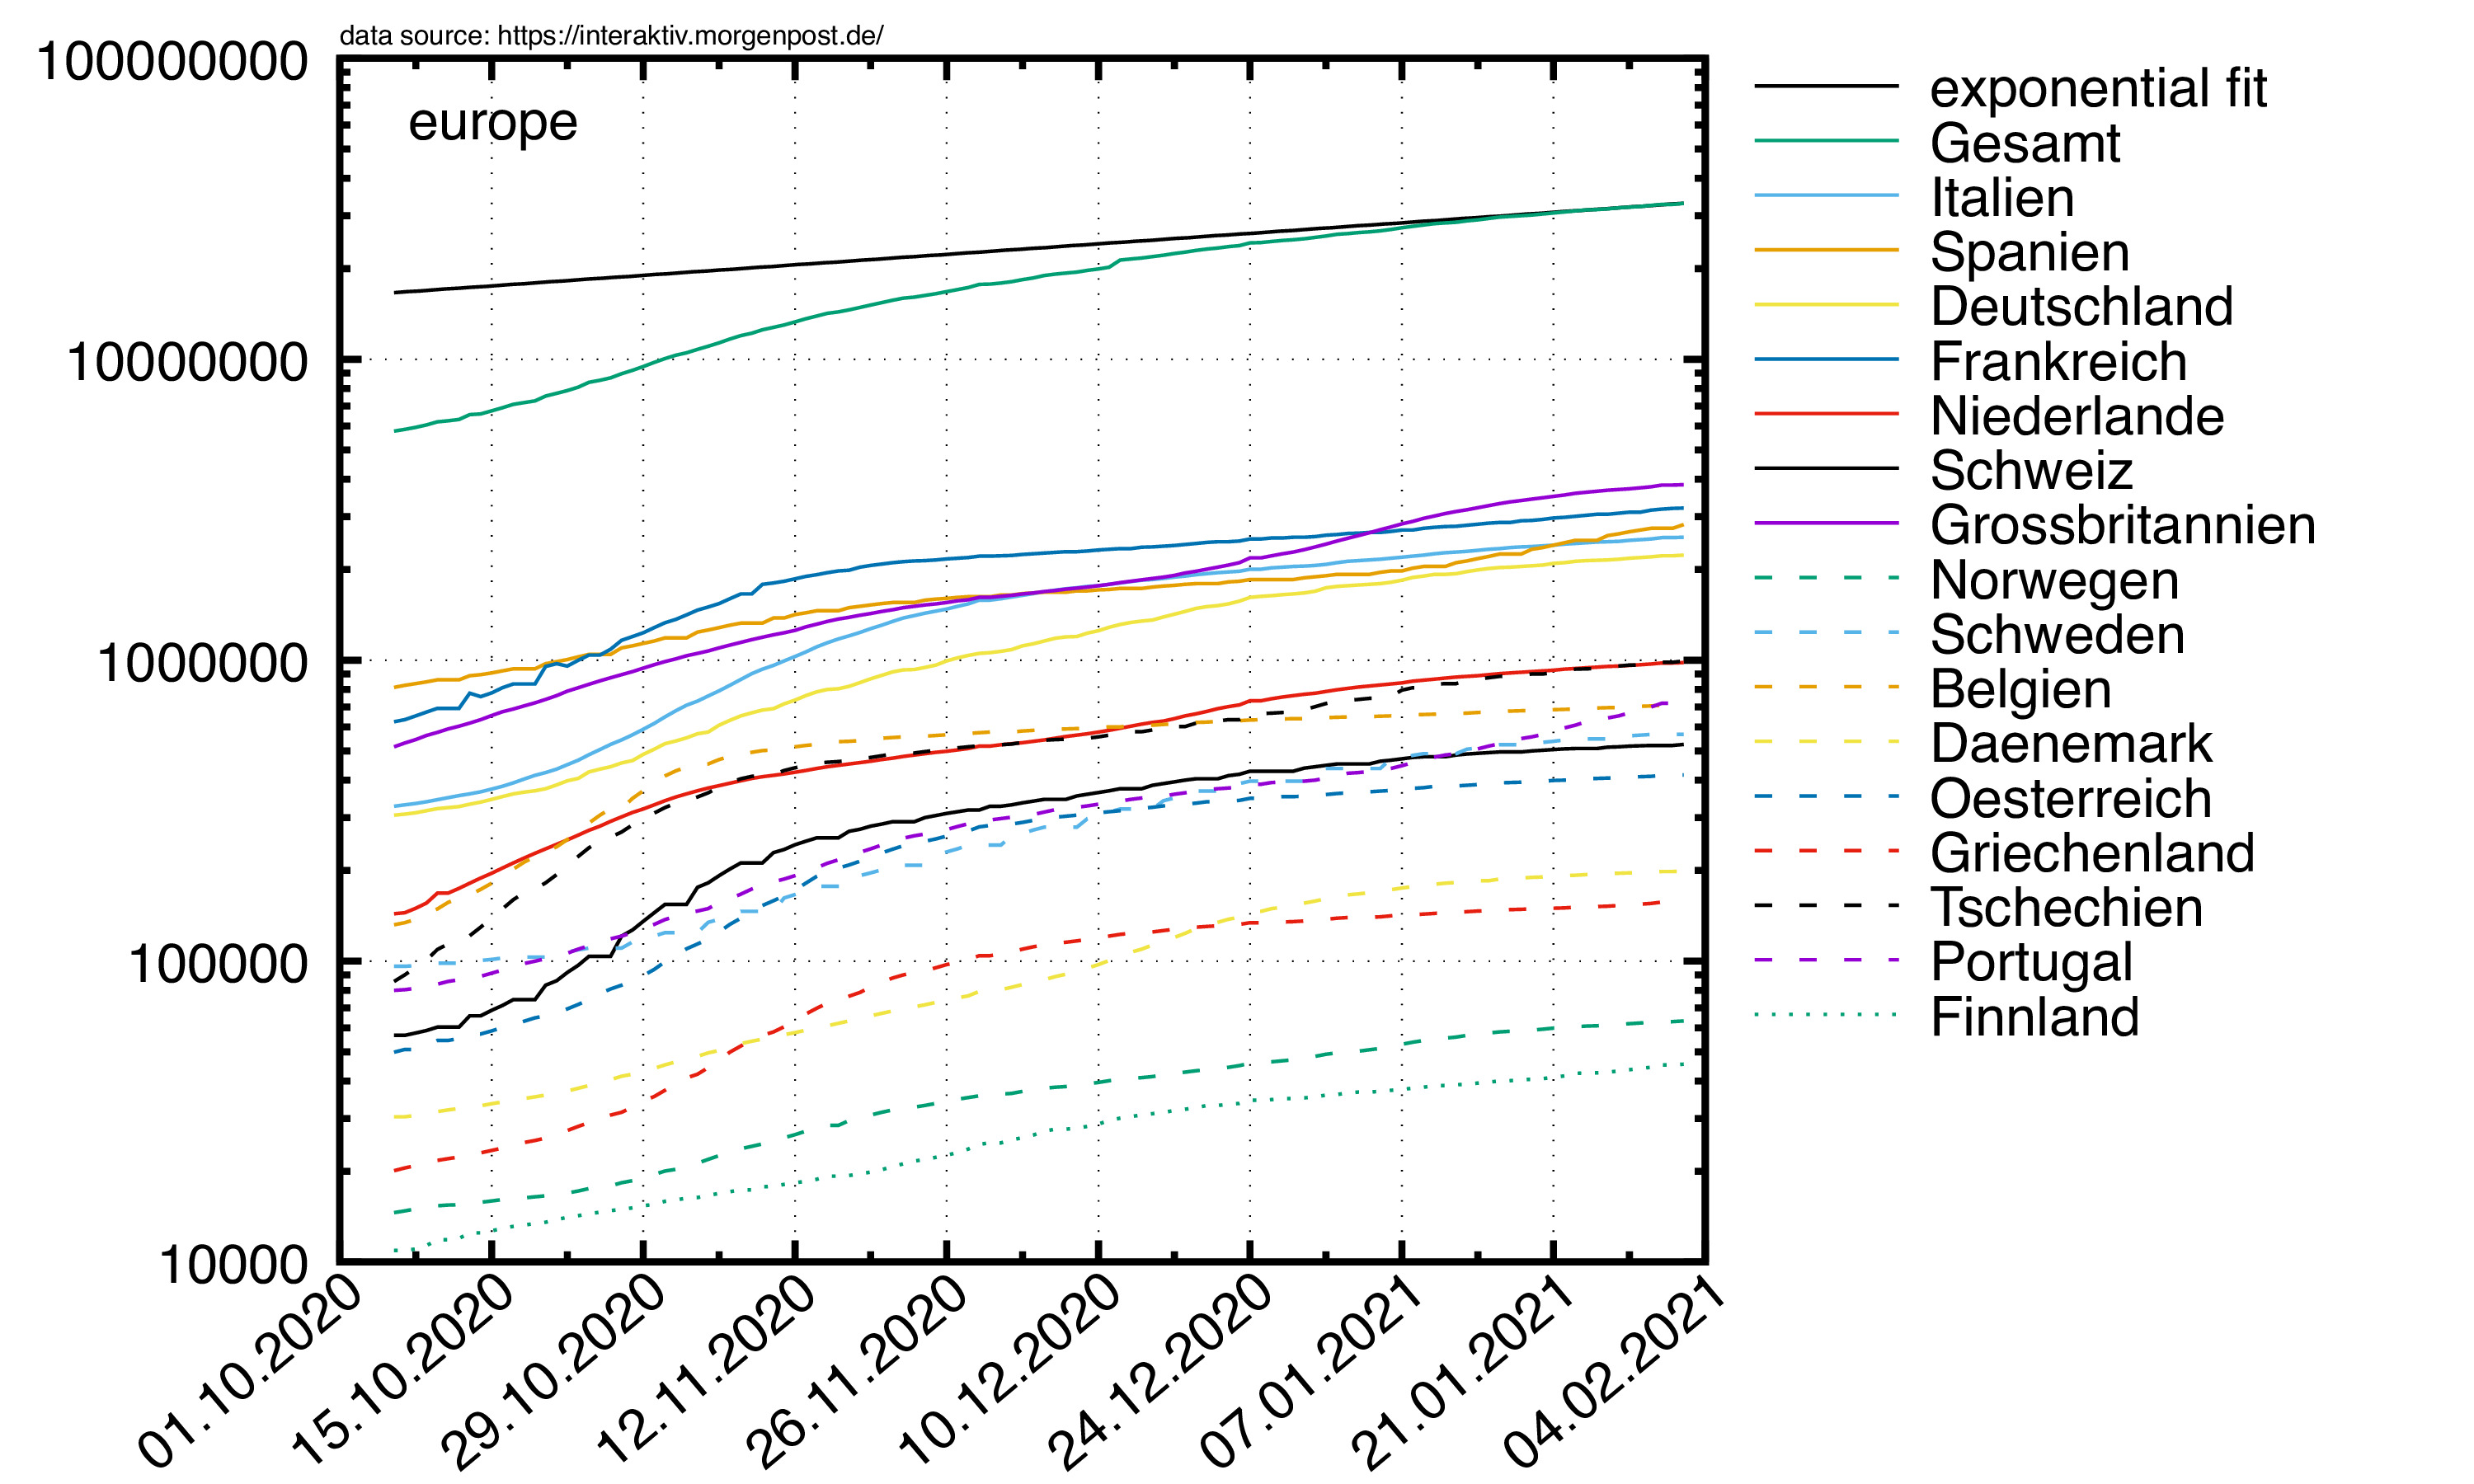 data source: https://interaktiv.morgenpost.de/
100000000
10000000
1000000
100000
10000
europe
exponential fit
Gesamt
Italien
Spanien
Deutschland
Frankreich
Niederlande
Schweiz
Grossbritannien
Norwegen
Schweden
Belgien
Daenemark
Oesterreich
Griechenland
Tschechien
Portugal
Finnland
01.10.2020
15.10.2020
29.10.2020
12.11.2020
26.11.2020
10.12.2020
24.12.2020
07.01.2021
21.01.2021
04.02.2021